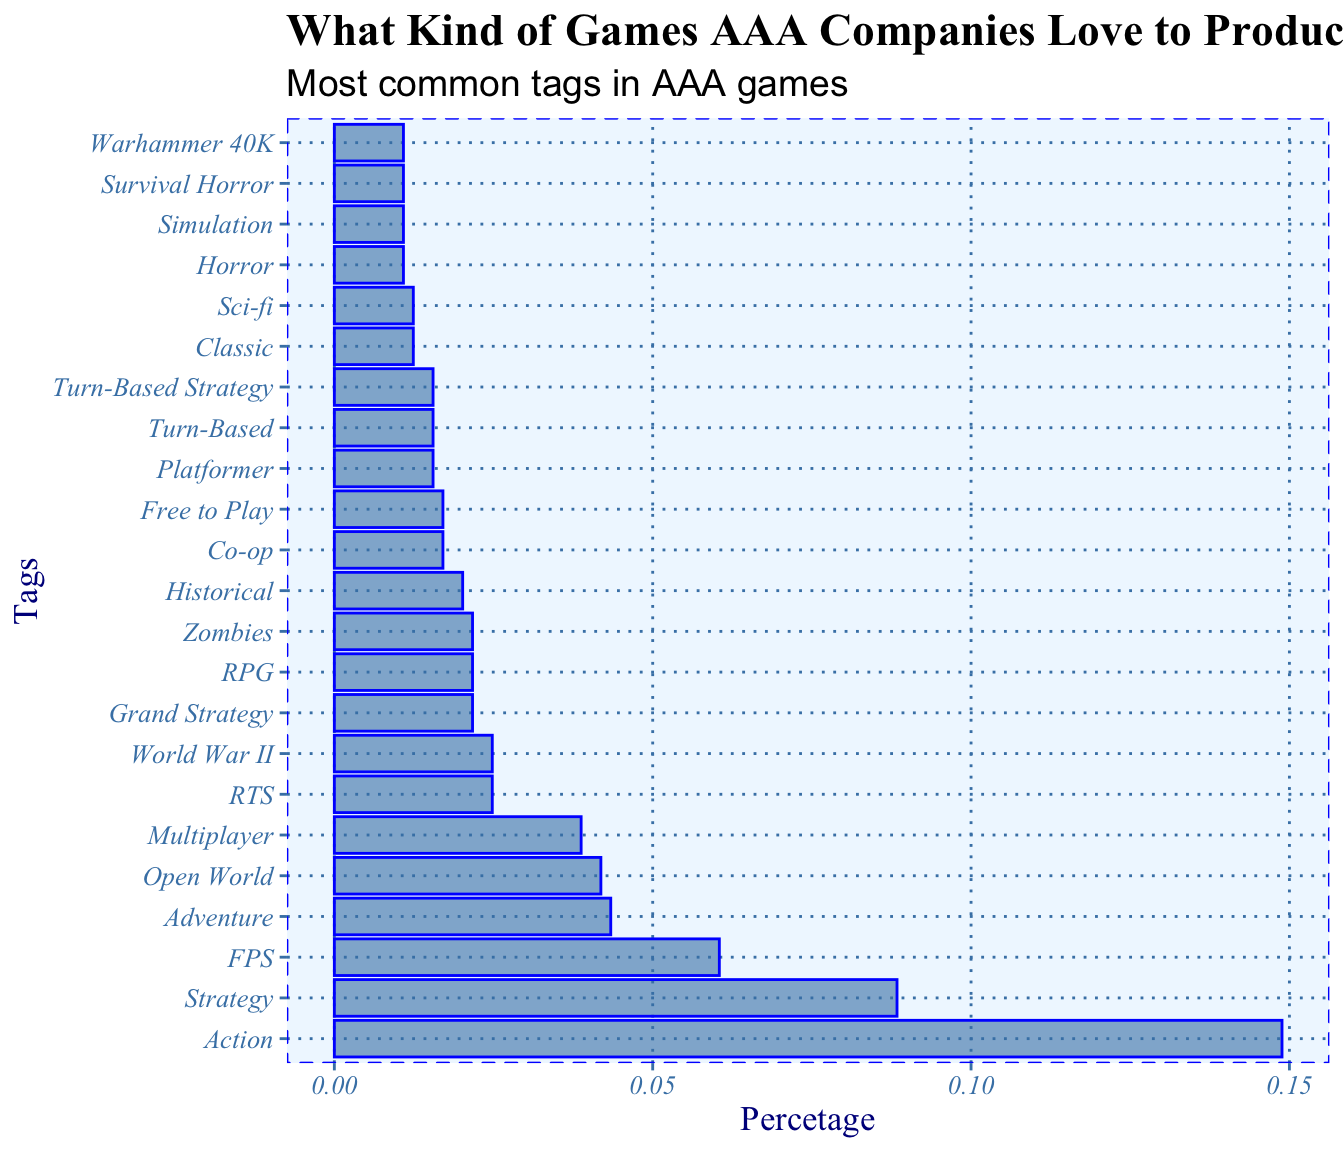 What Kind of Games AAA Companies Love to Produc
Most common tags in AAA games
Warhammer 40K
Survival Horror
Simulation
Horror
Sci-fi
Classic
Turn-Based Strategy
Turn-Based
Platformer
Free to Play
Co-op
Historical
Zombies
RPG
Grand Strategy
World War II
RTS
Multiplayer
Open World
Adventure
FPS
Strategy
Action
Tags
0.00 0.05 0.10 0.15
Percetage